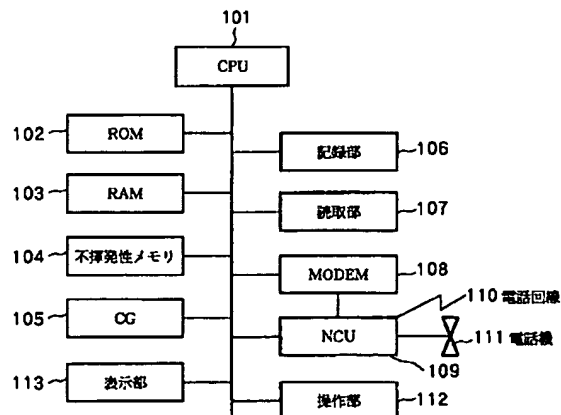 101
CPU
102 ROM
記録部 106
103 RAM
読取部 107
104 不揮発性メモリ
MODEM 108
110 電話回線
105 CG
NCU
111 電話機
109
113 表示部
操作部 112